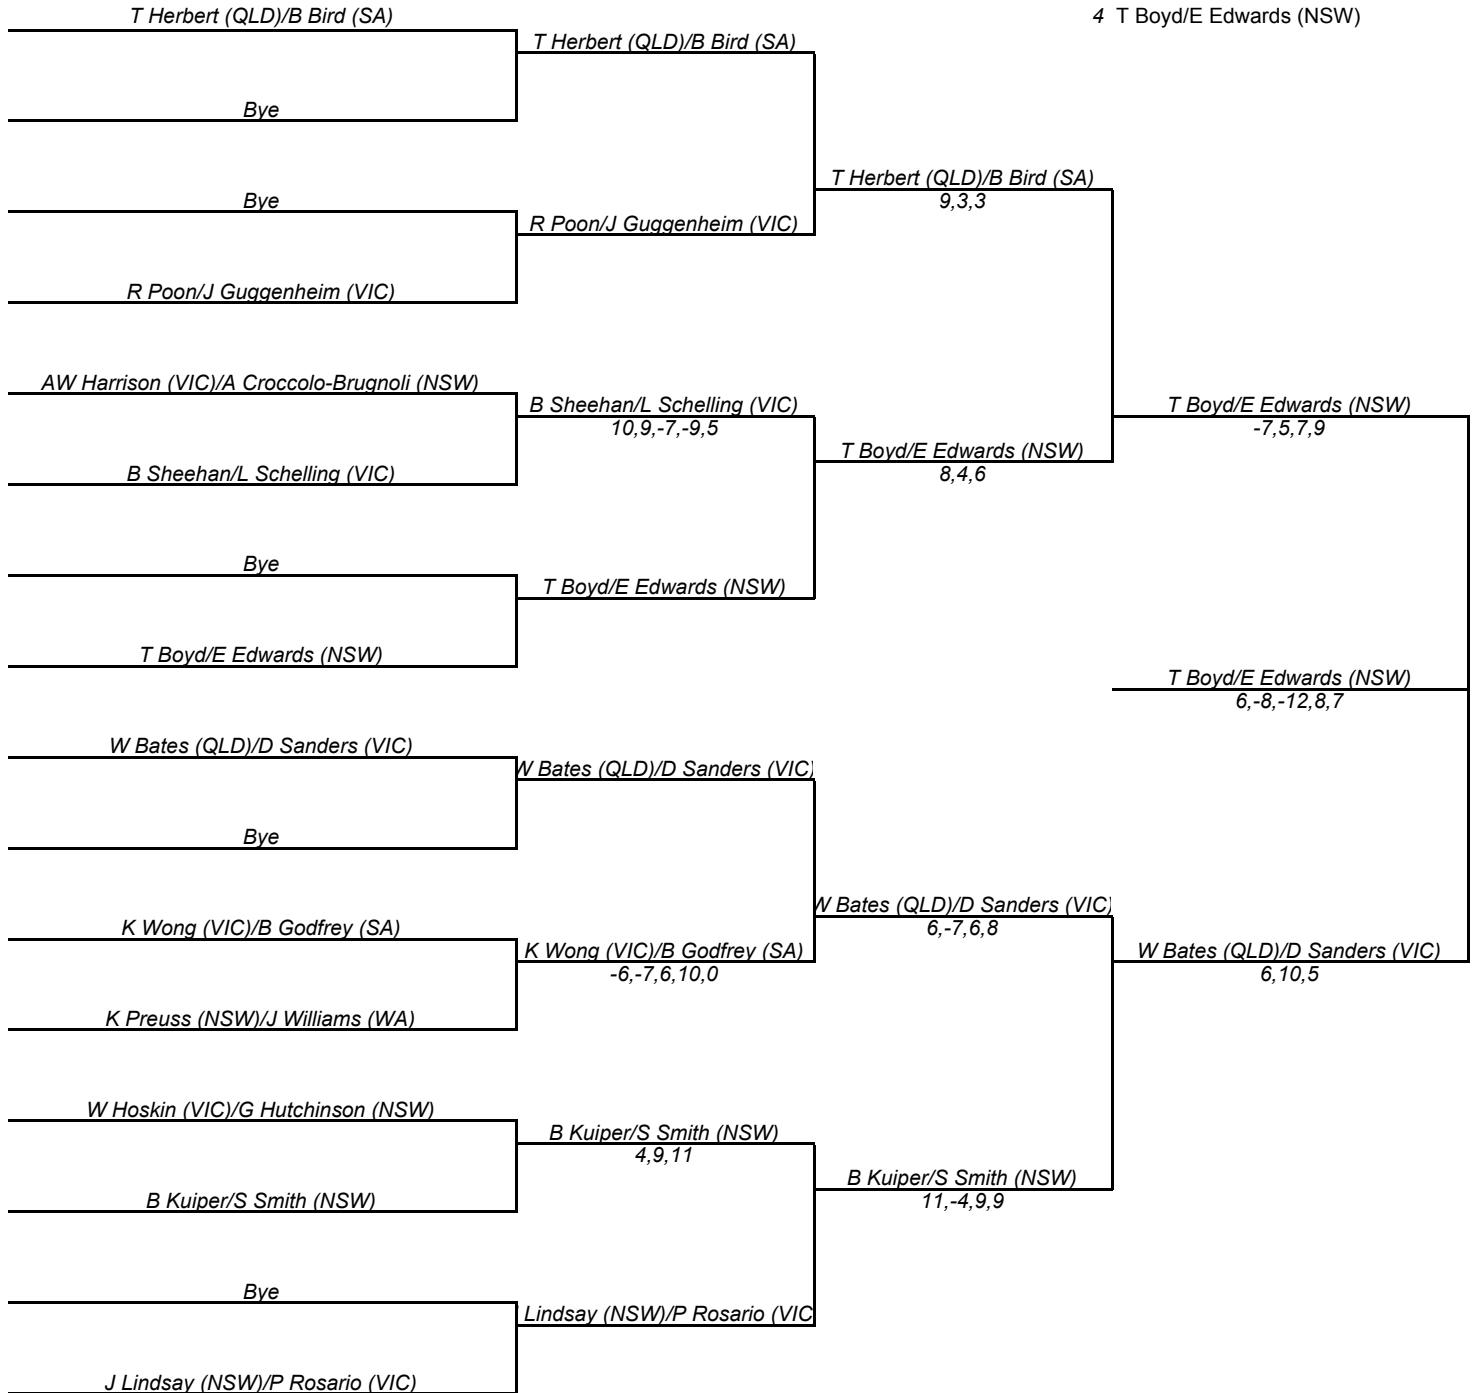 T Herbert (QLD)/B Bird (SA)
4 T Boyd/E Edwards (NSW)
T Herbert (QLD)/B Bird (SA)
Bye
T Herbert (QLD)/B Bird (SA)
9,3,3
Bye
R Poon/J Guggenheim (VIC)
R Poon/J Guggenheim (VIC)
AW Harrison (VIC)/A Croccolo-Brugnoli (NSW)
B Sheehan/L Schelling (VIC)
10,9,-7,-9,5
T Boyd/E Edwards (NSW)
-7,5,7,9
T Boyd/E Edwards (NSW)
8,4,6
B Sheehan/L Schelling (VIC)
Bye
T Boyd/E Edwards (NSW)
T Boyd/E Edwards (NSW)
T Boyd/E Edwards (NSW)
6,-8,-12,8,7
W Bates (QLD)/D Sanders (VIC)
W Bates (QLD)/D Sanders (VIC)
Bye
W Bates (QLD)/D Sanders (VIC)
6,-7,6,8
K Wong (VIC)/B Godfrey (SA)
K Wong (VIC)/B Godfrey (SA)
-6,-7,6,10,0
W Bates (QLD)/D Sanders (VIC)
6,10,5
K Preuss (NSW)/J Williams (WA)
W Hoskin (VIC)/G Hutchinson (NSW)
B Kuiper/S Smith (NSW)
4,9,11
B Kuiper/S Smith (NSW)
11,-4,9,9
B Kuiper/S Smith (NSW)
Bye
Lindsay (NSW)/P Rosario (VIC
J Lindsay (NSW)/P Rosario (VIC)